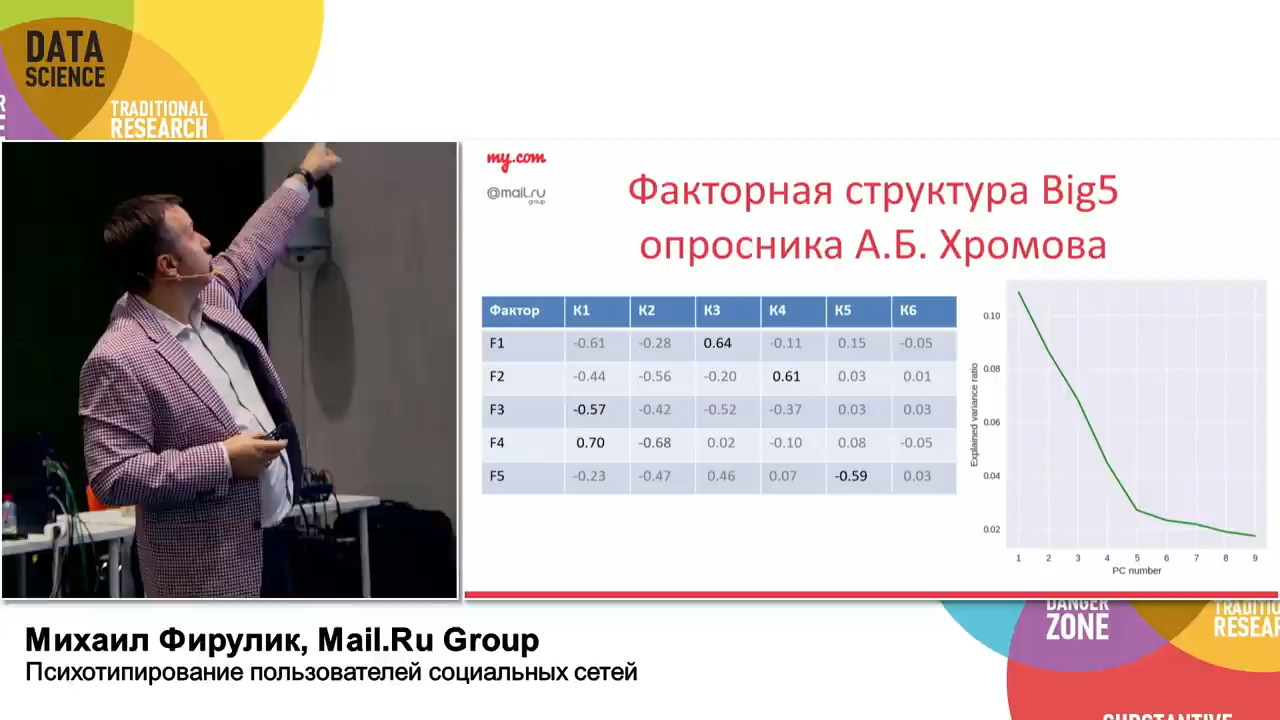 DATA
SCIENCE
TRADITIONAL
RESEARCH
my.com
@mail.ru
group
Факторная структура Big5
опросника А.Б. Хромова
Фактор К1 К2 К3 К4 К5 К6
F1 -0.61 -0.28 0.64 -0.11 0.15 -0.05
F2 -0.44 -0.56 -0.20 0.61 0.03 0.01
F3 -0.57 -0.42 -0.52 -0.37 0.03 0.03
F4 0.70 -0.68 0.02 -0.10 0.08 -0.05
F5 -0.23 -0.47 0.46 0.07 -0.59 0.03
Explained variance ratio
0.10
0.08
0.06
0.04
0.02
1 2 3 4 5 6 7 8 9
PC number
Михаил Фирулик, Mail.Ru Group
Психотипирование пользователей социальных сетей
DANGER
ZONE
TRADITIO
RESEAR
SUBSTANTIVE